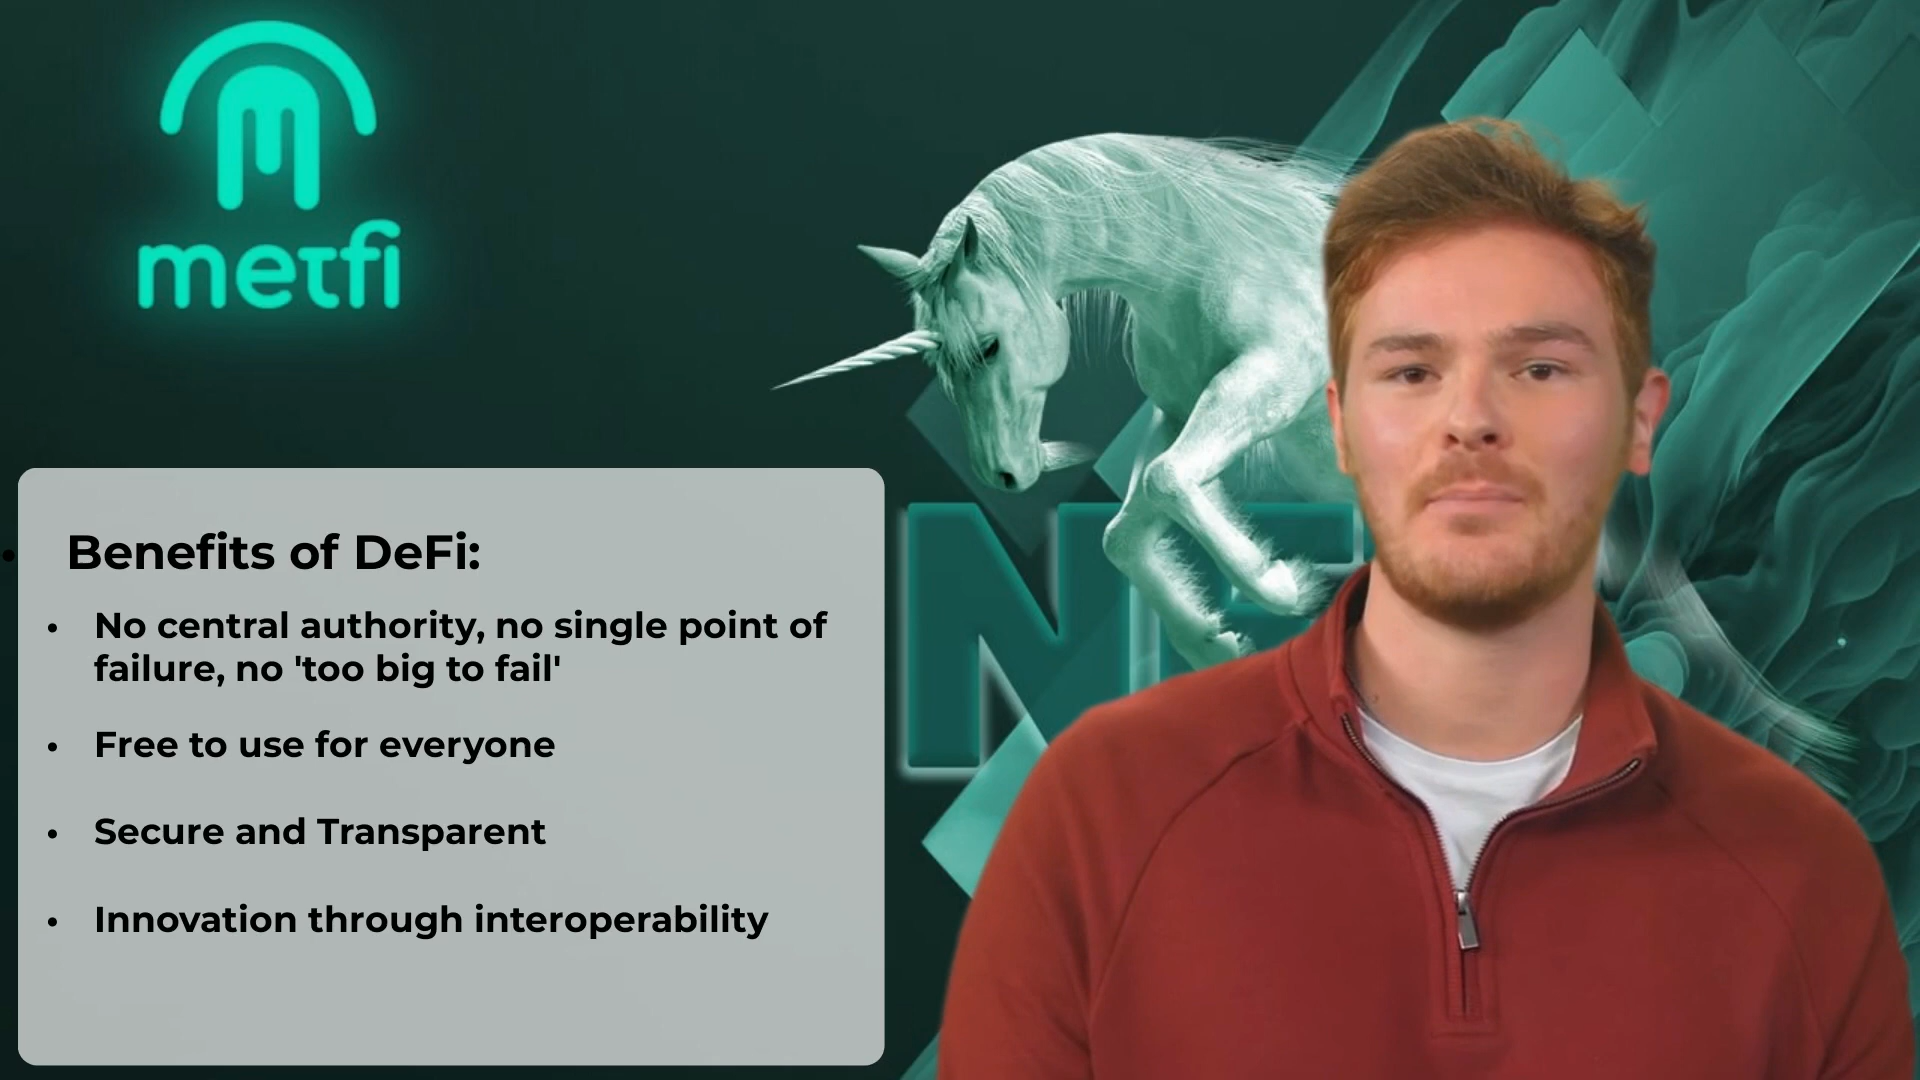 metfi
Benefits of DeFi:
No central authority, no single point of
failure, no 'too big to fail'
Free to use for everyone
Secure and Transparent
Innovation through interoperability